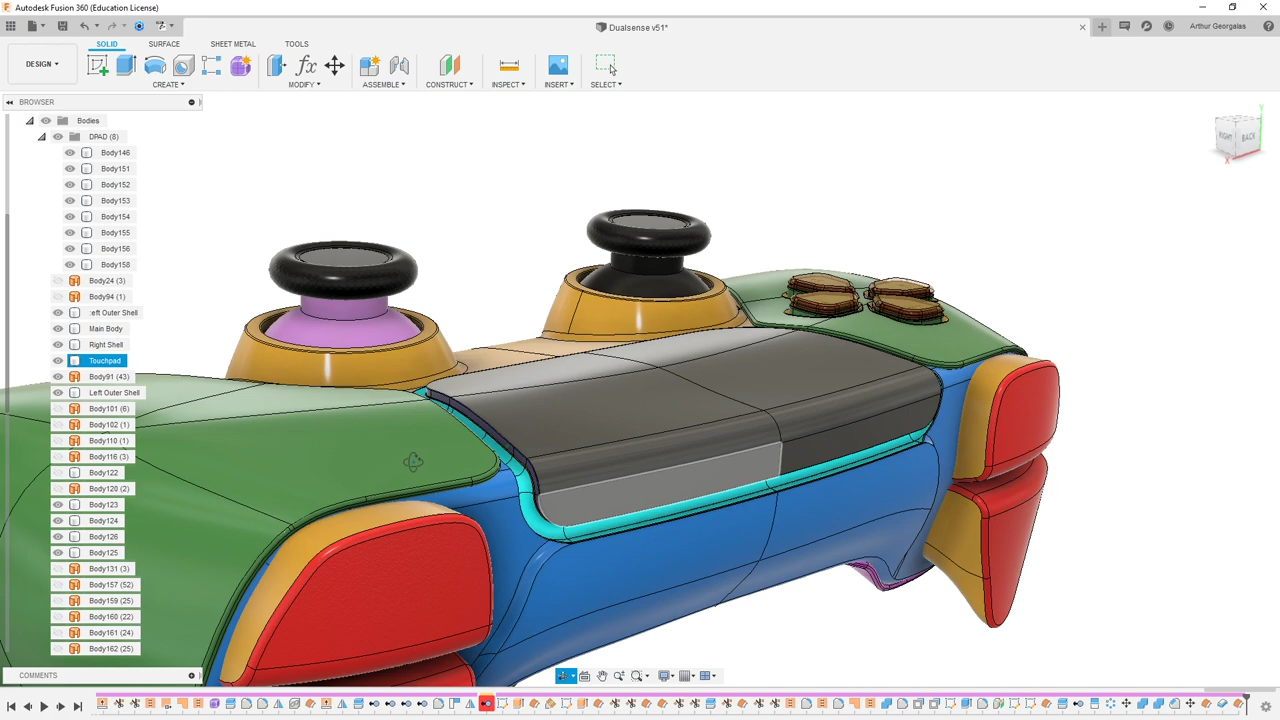 Autodesk Fusion 360 (Education License)
Dualsense v51*
Arthur Georgalas
SOLID SURFACE SHEET METAL TOOLS
DESIGN
CREATE MODIFY ASSEMBLE CONSTRUCT INSPECT INSERT SELECT
BROWSER
Bodies
DPAD (8)
Body146
Body151
Body152
Body153
Body154
Body155
Body156
Body158
Body24 (3)
Body94 (1)
:eft Outer Shell
Main Body
Right Shell
Touchpad
Body91 (43)
Left Outer Shell
Body101 (6)
Body102 (1)
Body110 (1)
Body116 (3)
Body122
Body120 (2)
Body123
Body124
Body126
Body125
Body131 (3)
Body157 (52)
Body159 (25)
Body160 (22)
Body161 (24)
Body162 (25)
COMMENTS
RIGHT BACK
Y
X